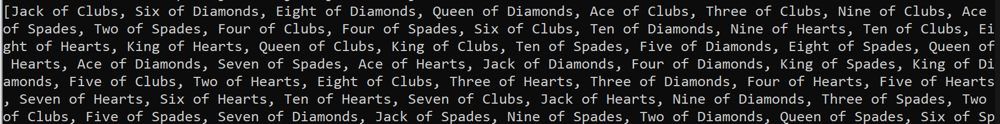 [Jack of Clubs, Six of Diamonds, Eight of Diamonds, Queen of Diamonds, Ace of Clubs, Three of Clubs, Nine of Clubs, Ace
of Spades, Two of Spades, Four of Clubs, Four of Spades, Six of Clubs, Ten of Diamonds, Nine of Hearts, Ten of Clubs, Ei
ght of Hearts, King of Hearts, Queen of Clubs, King of Clubs, Ten of Spades, Five of Diamonds, Eight of Spades, Queen of
 Hearts, Ace of Diamonds, Seven of Spades, Ace of Hearts, Jack of Diamonds, Four of Diamonds, King of Spades, King of Di
amonds, Five of Clubs, Two of Hearts, Eight of Clubs, Three of Hearts, Three of Diamonds, Four of Hearts, Five of Hearts
, Seven of Hearts, Six of Hearts, Ten of Hearts, Seven of Clubs, Jack of Hearts, Nine of Diamonds, Three of Spades, Two
of Clubs, Five of Spades, Seven of Diamonds, Jack of Spades, Nine of Spades, Two of Diamonds, Queen of Spades, Six of Sp